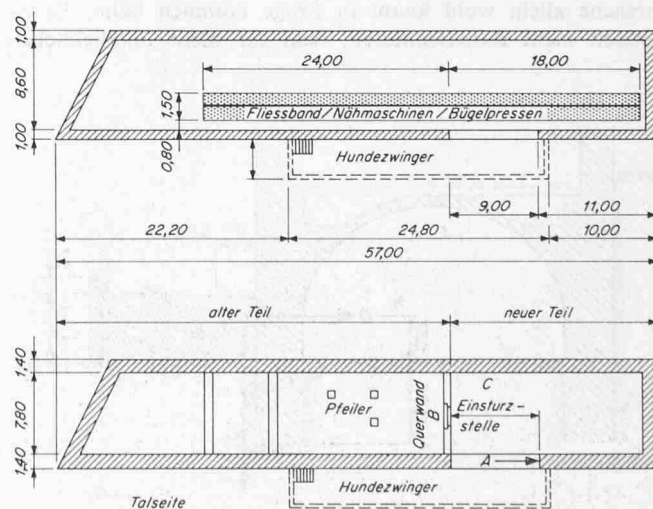 1,00
8,60
1,00
24,00
18,00
1,50
Fliessband/Nähmaschinen/Bügelpressen
0,80
Hundezwinger
9,00
11,00
22,20
24,80
10,00
57,00
alter Teil
neuer Teil
1,40
7,80
1,40
Pfeiler
Querwand
B
C
Einsturz-
stelle
A
Hundezwinger
Talseite